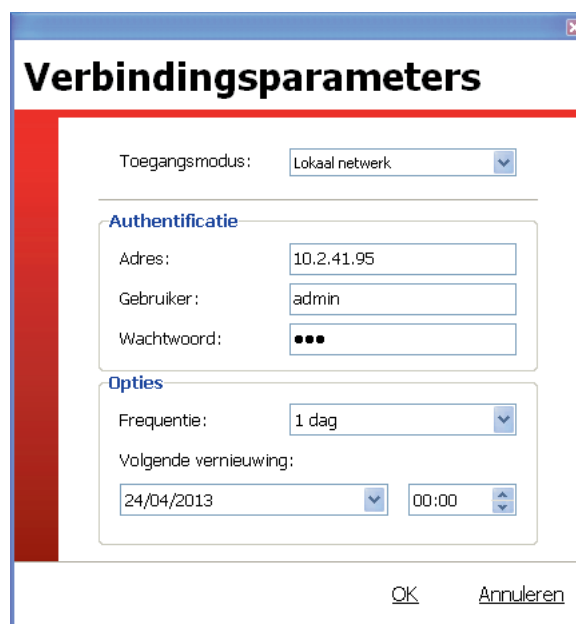 Verbindingsparameters
Toegangsmodus: Lokaal netwerk
Authentificatie
Adres: 10.2.41.95
Gebruiker: admin
Wachtwoord: ●●●
Opties
Frequentie: 1 dag
Volgende vernieuwing:
24/04/2013 00:00
OK Annuleren